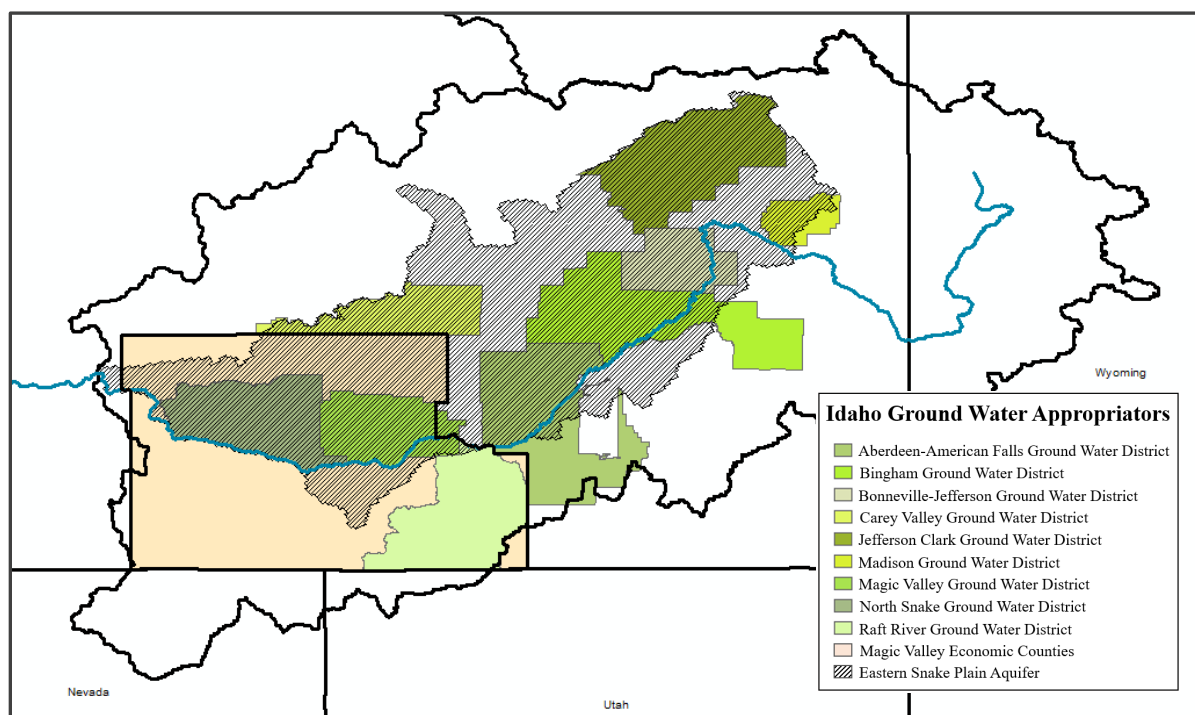 Wyoming
Idaho Ground Water Appropriators
Aberdeen-American Falls Ground Water District
Bingham Ground Water District
Bonneville-Jefferson Ground Water District
Carey Valley Ground Water District
Jefferson Clark Ground Water District
Madison Ground Water District
Magic Valley Ground Water District
North Snake Ground Water District
Raft River Ground Water District
Magic Valley Economic Counties
Eastern Snake Plain Aquifer
Nevada
Utah